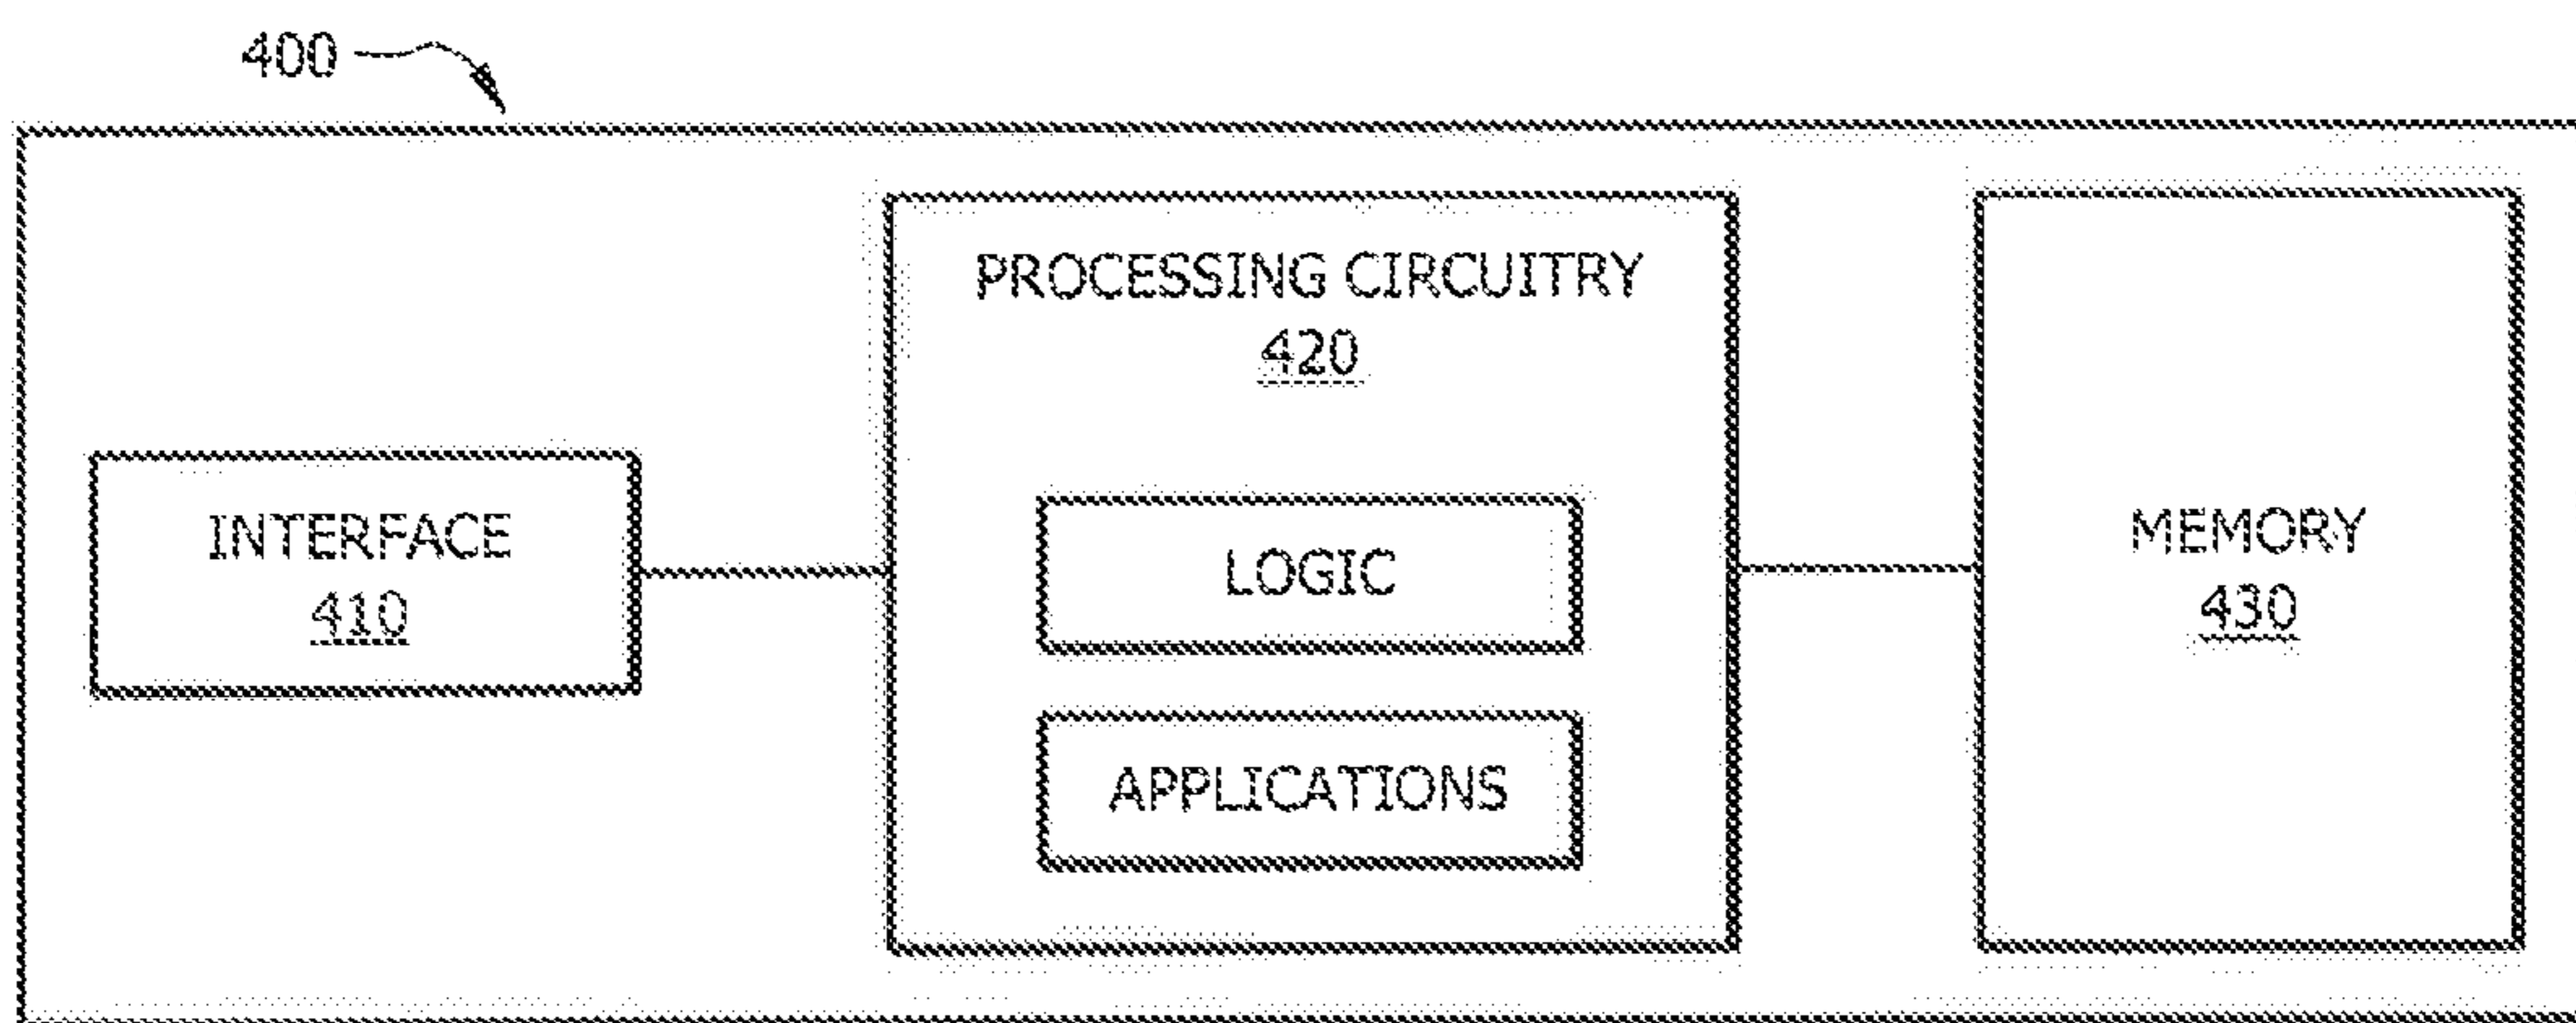 400
PROCESSING CIRCUITRY
420
INTERFACE
410
LOGIC
APPLICATIONS
MEMORY
430